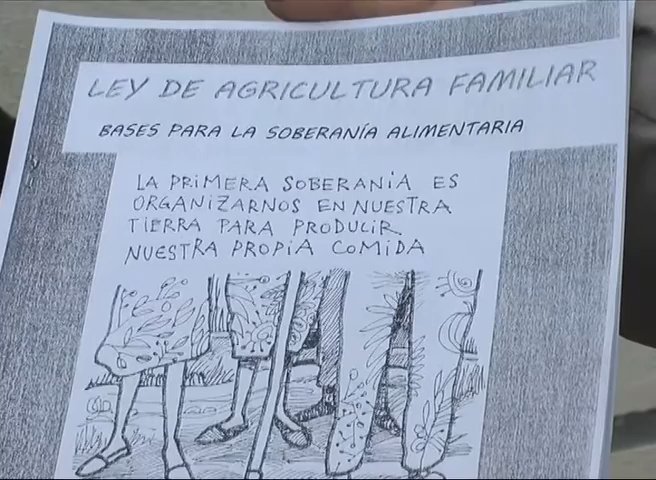 LEY DE AGRICULTURA FAMILIAR
BASES PARA LA SOBERANÍA ALIMENTARIA
LA PRIMERA SOBERANIA ES
ORGANIZARNOS EN NUESTRA
TIERRA PARA PRODUCIR
NUESTRA PROPIA COMIDA